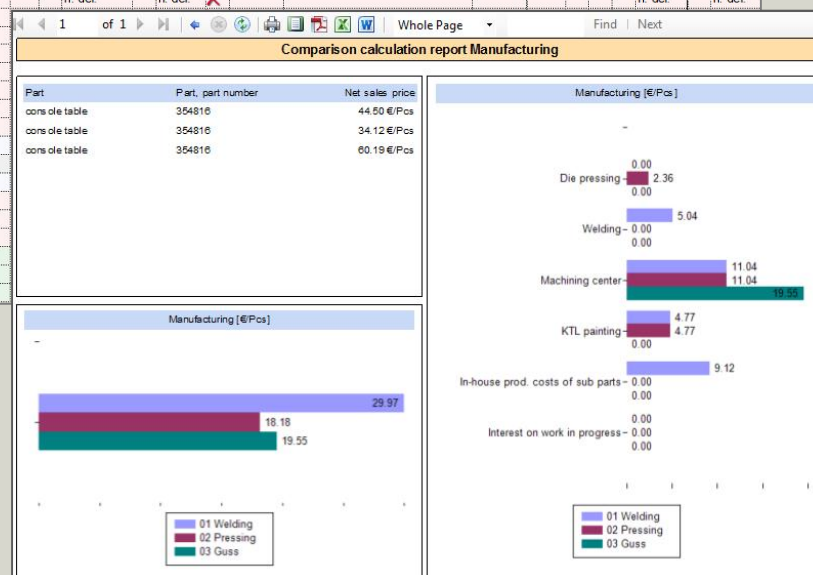 1 of 1 Whole Page Find | Next
Comparison calculation report Manufacturing
Part Part, part number Net sales price
console table 354816 44.50 €/Pcs
console table 354816 34.12 €/Pcs
console table 354816 60.19 €/Pcs
Manufacturing [€/Pcs]
29.97
18.18
19.55
01 Welding
02 Pressing
03 Guss
Manufacturing [€/Pcs]
0.00
Die pressing 2.36
0.00
5.04
Welding 0.00
0.00
11.04
Machining center 11.04
19.55
4.77
KTL painting 4.77
0.00
9.12
In-house prod. costs of sub parts 0.00
0.00
0.00
Interest on work in progress 0.00
0.00
01 Welding
02 Pressing
03 Guss